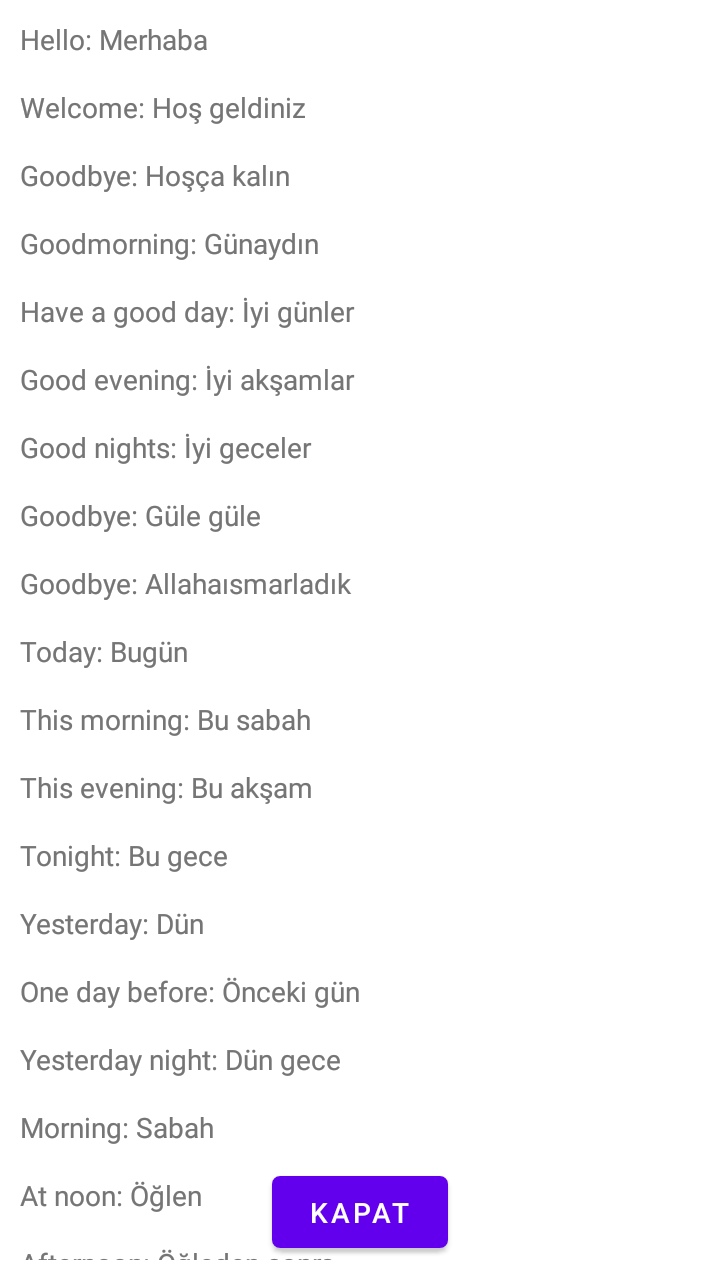 Hello: Merhaba
Welcome: Hoş geldiniz
Goodbye: Hoşça kalın
Goodmorning: Günaydın
Have a good day: İyi günler
Good evening: İyi akşamlar
Good nights: İyi geceler
Goodbye: Güle güle
Goodbye: Allahaısmarladık
Today: Bugün
This morning: Bu sabah
This evening: Bu akşam
Tonight: Bu gece
Yesterday: Dün
One day before: Önceki gün
Yesterday night: Dün gece
Morning: Sabah
At noon: Öğlen
KAPAT